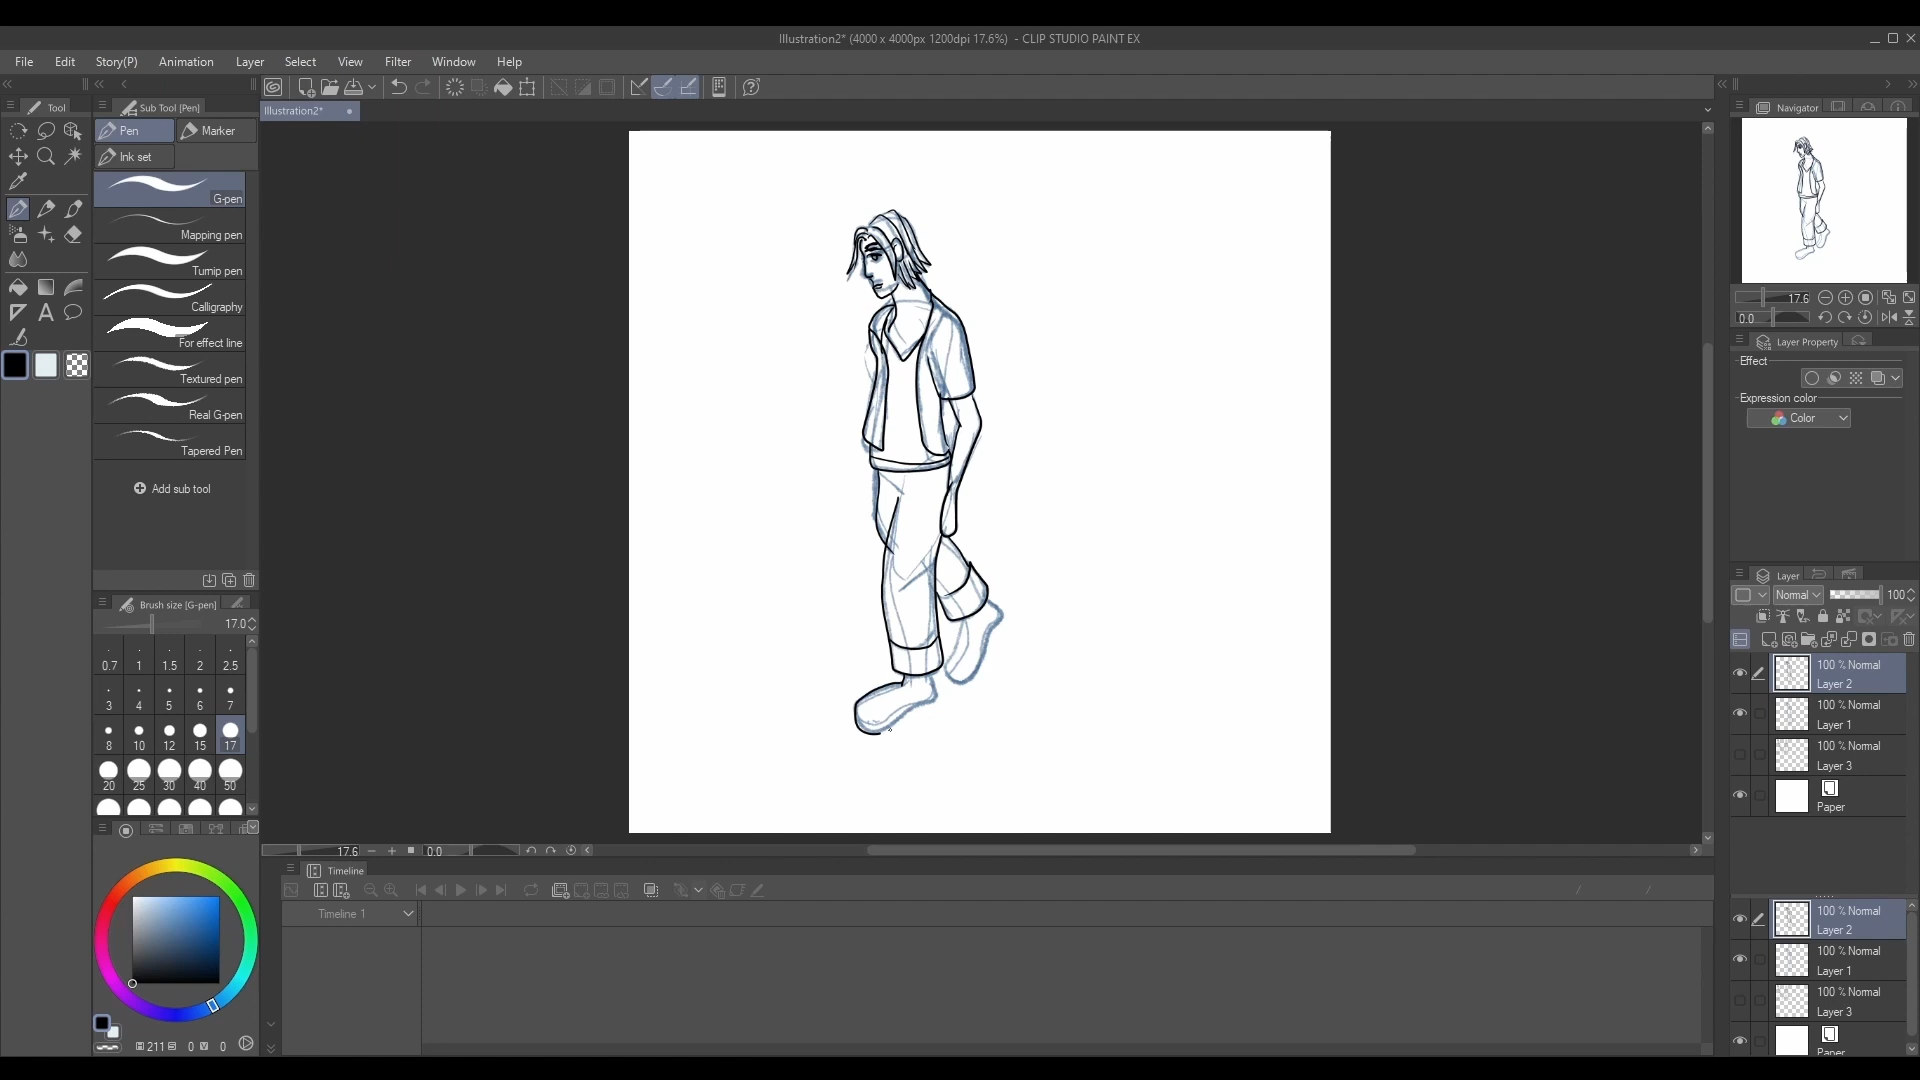 Illustration2* (4000 x 4000px 1200dpi 17.6%) - CLIP STUDIO PAINT EX
File Edit Story(P) Animation Layer Select View Filter Window Help
Tool
Sub Tool [Pen]
Illustration2*
Pen
Marker
Ink set
G-pen
Mapping pen
Turnip pen
Calligraphy
For effect line
Textured pen
Real G-pen
Tapered Pen
Add sub tool
Brush size [G-pen]
17.0
0.7 1 1.5 2 2.5
3 4 5 6 7
8 10 12 15 17
20 25 30 40 50
211 0 0
17.6 0.0
Timeline
Timeline 1
Navigator
17.6
0.0
Layer Property
Effect
Expression color
Color
Layer
Normal 100
100 % Normal
Layer 2
100 % Normal
Layer 1
100 % Normal
Layer 3
Paper
100 % Normal
Layer 2
100 % Normal
Layer 1
100 % Normal
Layer 3
Paper